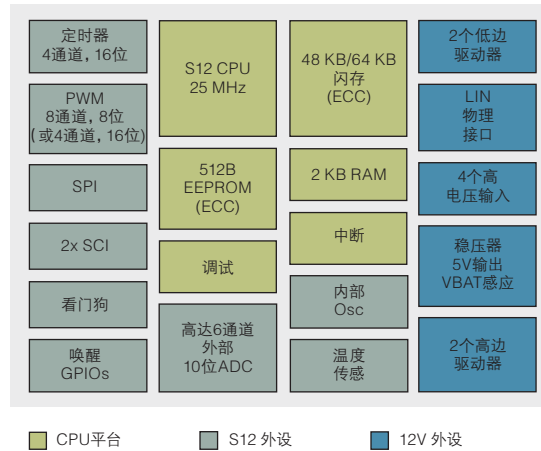 定时器
4通道，16位
PWM
8通道，8位
（或4通道，16位）
SPI
2x SCI
看门狗
唤醒
GPIOs
S12 CPU
25 MHz
512B
EEPROM
(ECC)
调试
高达6通道
外部
10位ADC
48 KB/64 KB
闪存
(ECC)
2 KB RAM
中断
内部
Osc
温度
传感
2个低边
驱动器
LIN
物理
接口
4个高
电压输入
稳压器
5V输出
VBAT感应
2个高边
驱动器
CPU平台
S12 外设
12V 外设